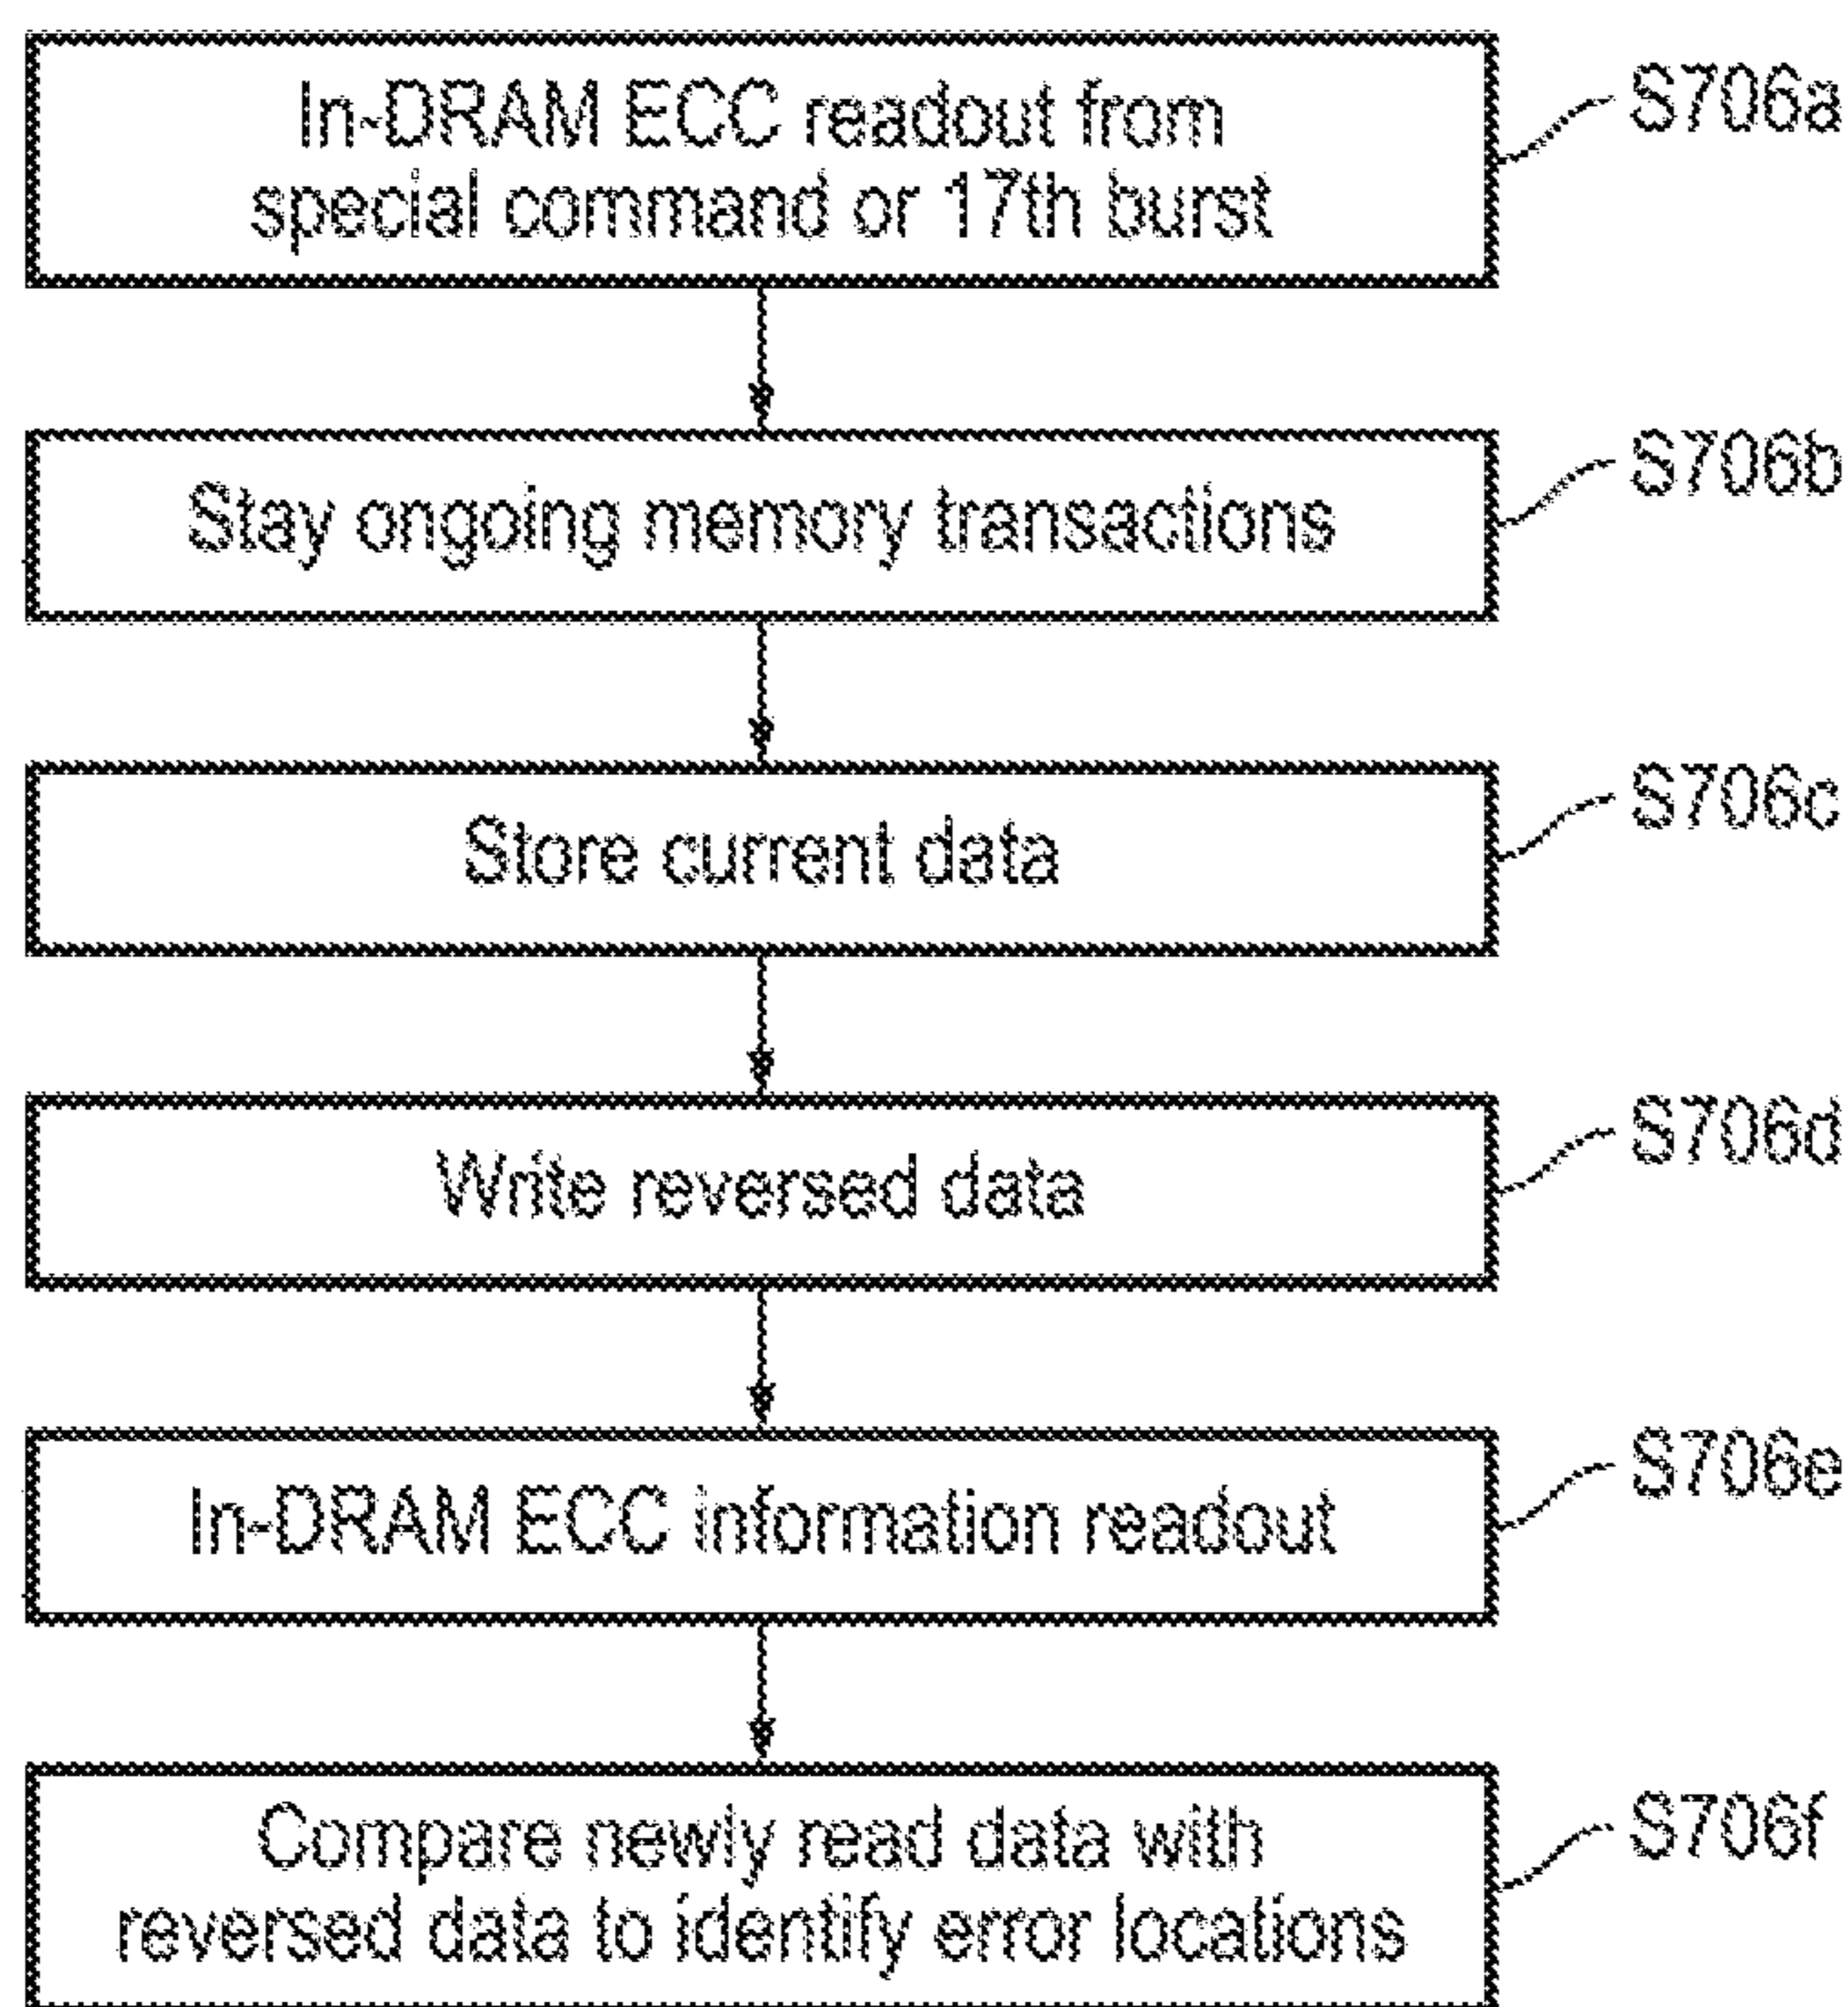 In-DRAM ECC readout from
special command or 17th burst
S706a
Stay ongoing memory transactions
S706b
Store current data
S706c
Write reversed data
S706d
In-DRAM ECC information readout
S706e
Compare newly read data with
reversed data to identify error locations
S706f